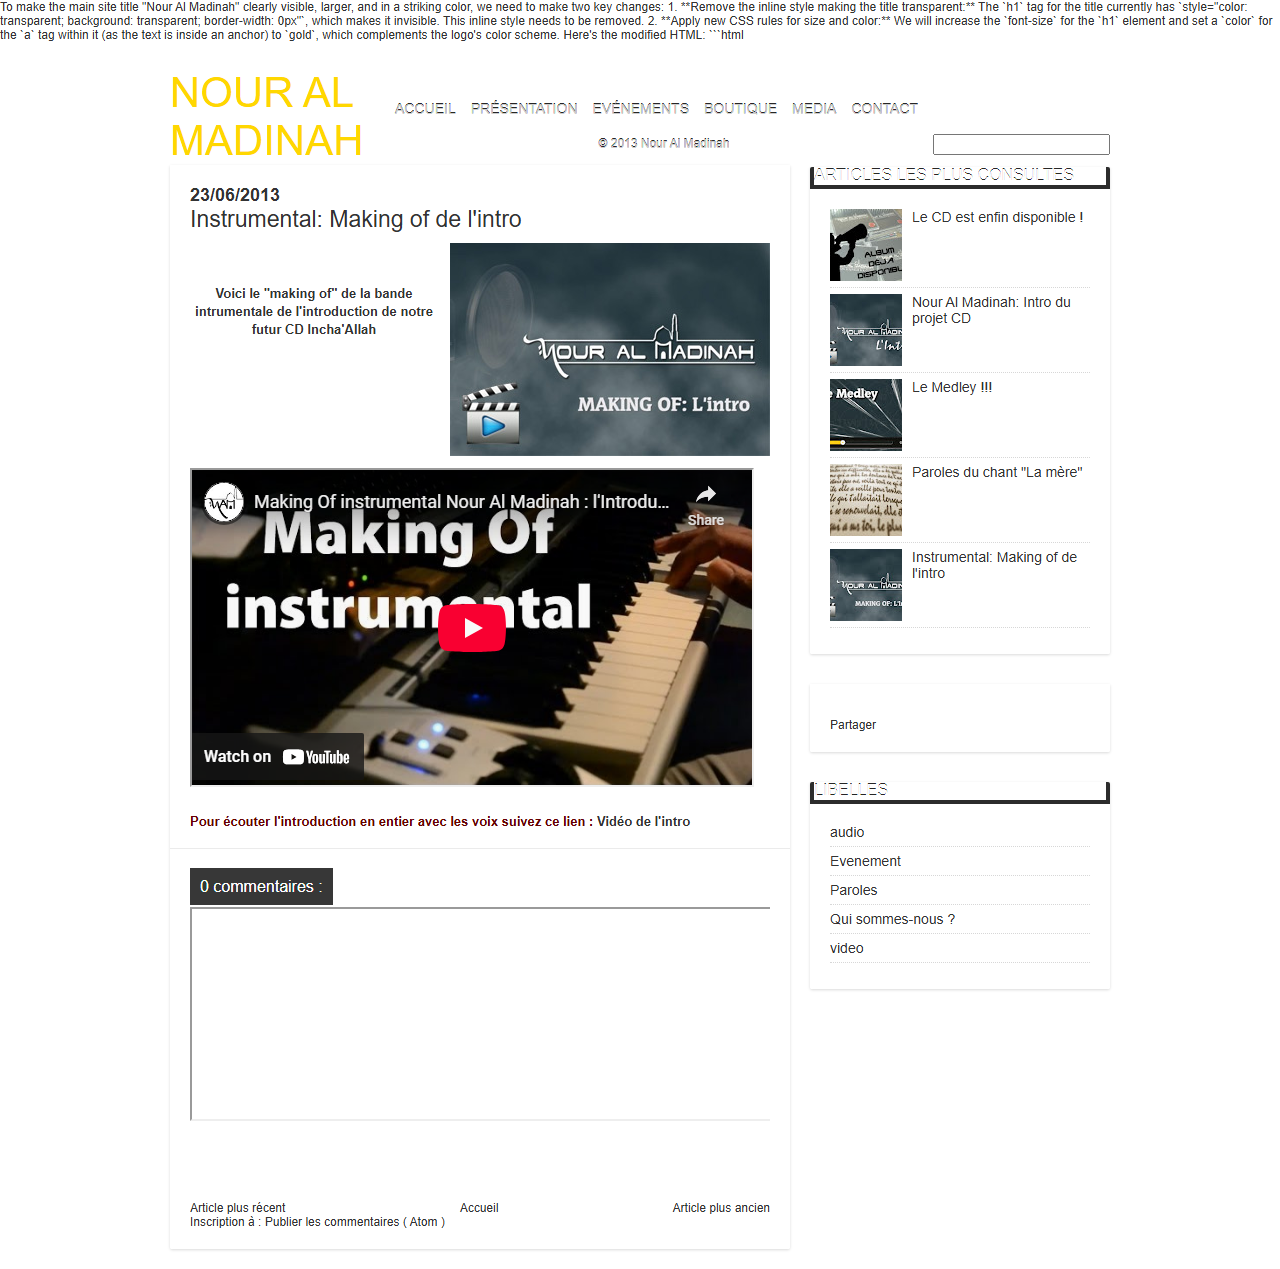 To make the main site title "Nour Al Madinah" clearly visible, larger, and in a striking color, we need to make two key changes: 1. **Remove the inline style making the title transparent:** The `h1` tag for the title currently has `style="color:
transparent; background: transparent; border-width: 0px"`, which makes it invisible. This inline style needs to be removed. 2. **Apply new CSS rules for size and color:** We will increase the `font-size` for the `h1` element and set a `color` for
the `a` tag within it (as the text is inside an anchor) to `gold`, which complements the logo's color scheme. Here's the modified HTML: ```html
NOUR AL
MADINAH
ACCUEIL PRÉSENTATION EVÉNEMENTS BOUTIQUE MEDIA CONTACT
© 2013 Nour Al Madinah
23/06/2013
Instrumental: Making of de l'intro
Voici le "making of" de la bande
intrumentale de l'introduction de notre
futur CD Incha'Allah
NOUR AL MADINAH
MAKING OF: L'intro
Making Of instrumental Nour Al Madinah : l'Introdu...
Share
Making Of
instrumental
Watch on YouTube
Pour écouter l'introduction en entier avec les voix suivez ce lien : Vidéo de l'intro
0 commentaires :
Article plus récent Accueil Article plus ancien
Inscription à : Publier les commentaires ( Atom )
ARTICLES LES PLUS CONSULTES
Le CD est enfin disponible !
ALBUM
DÉJÀ
DISPONIBL
Nour Al Madinah: Intro du
projet CD
Le Medley !!!
e Medley
Paroles du chant "La mère"
Instrumental: Making of de
l'intro
Partager
LIBELLES
audio
Evenement
Paroles
Qui sommes-nous ?
video